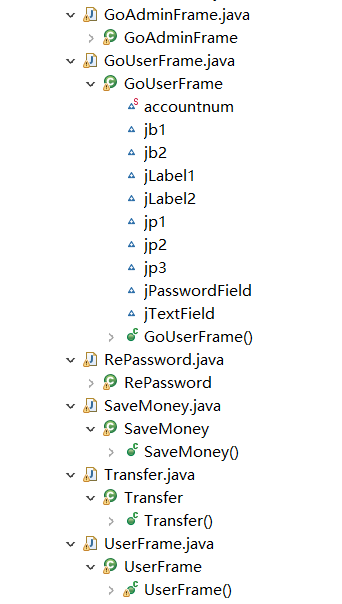 GoAdminFrame.java
GoAdminFrame
GoUserFrame.java
GoUserFrame
accountnum
jb1
jb2
jLabel1
jLabel2
jp1
jp2
jp3
jPasswordField
jTextField
GoUserFrame()
RePassword.java
RePassword
SaveMoney.java
SaveMoney
SaveMoney()
Transfer.java
Transfer
Transfer()
UserFrame.java
UserFrame
UserFrame()